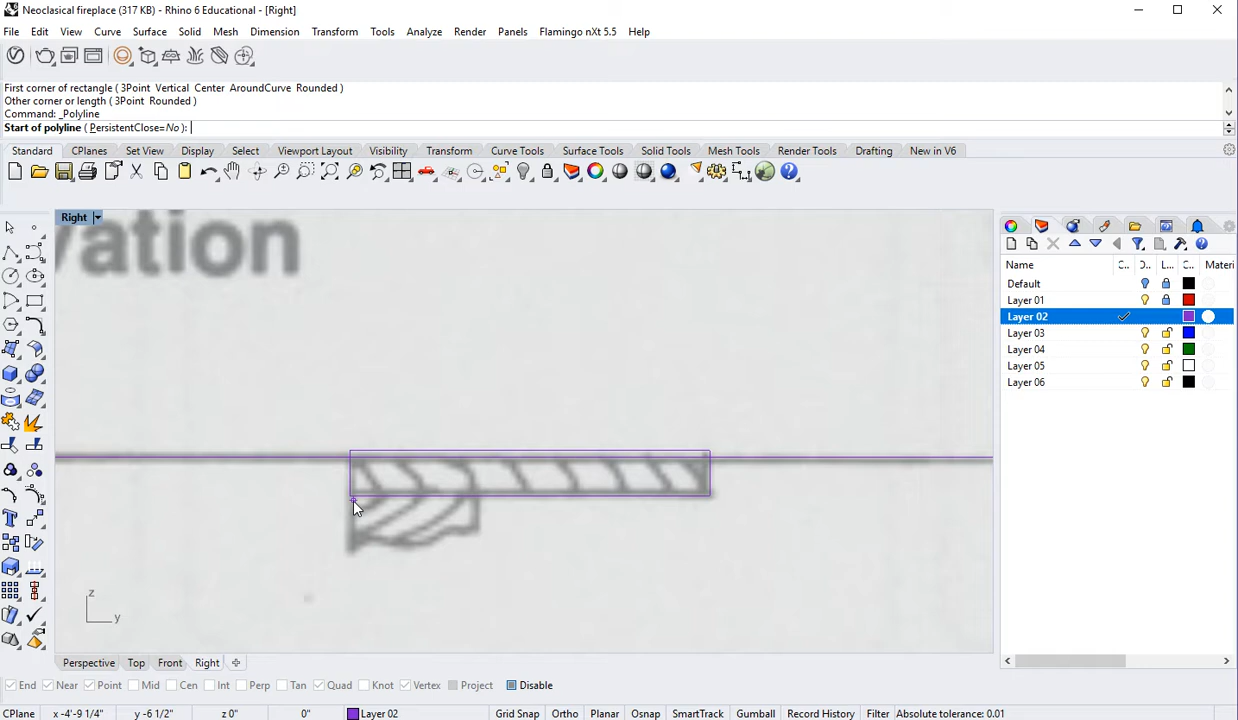 Neoclasical fireplace (317 KB) - Rhino 6 Educational - [Right]
File Edit View Curve Surface Solid Mesh Dimension Transform Tools Analyze Render Panels Flamingo nXt 5.5 Help
First corner of rectangle ( 3Point Vertical Center AroundCurve Rounded )
Other corner or length ( 3Point Rounded )
Command: _Polyline
Start of polyline ( PersistentClose=No ):
Standard CPlanes Set View Display Select Viewport Layout Visibility Transform Curve Tools Surface Tools Solid Tools Mesh Tools Render Tools Drafting New in V6
Right
vation
Name C.. D.. L... C.. Materi
Default
Layer 01
Layer 02
Layer 03
Layer 04
Layer 05
Layer 06
z
y
Perspective Top Front Right
End Near Point Mid Cen Int Perp Tan Quad Knot Vertex Project Disable
CPlane x -4'-9 1/4" y -6 1/2" z 0" 0" Layer 02 Grid Snap Ortho Planar Osnap SmartTrack Gumball Record History Filter Absolute tolerance: 0.01